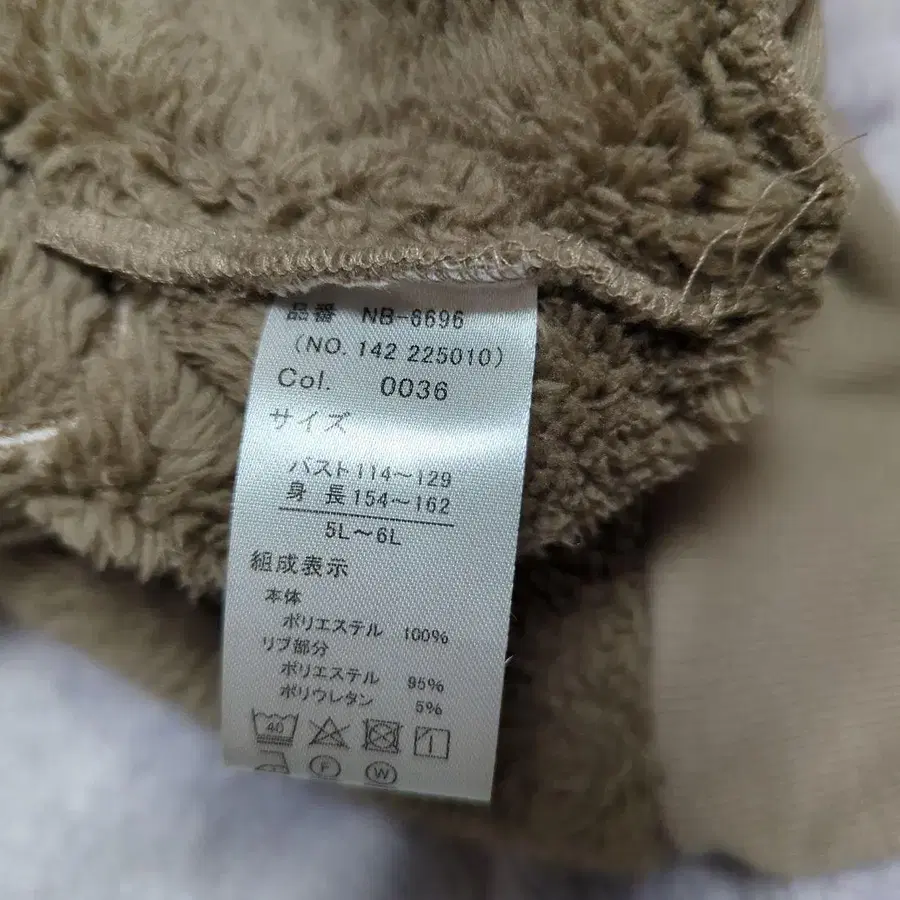 品番 NB-6696
(NO. 142 225010)
Col. 0036
サイズ
バスト114～129
身長154～162
5L～6L
組成表示
本体
ポリエステル 100%
リブ部分
ポリエステル 95%
ポリウレタン 5%
40
F W